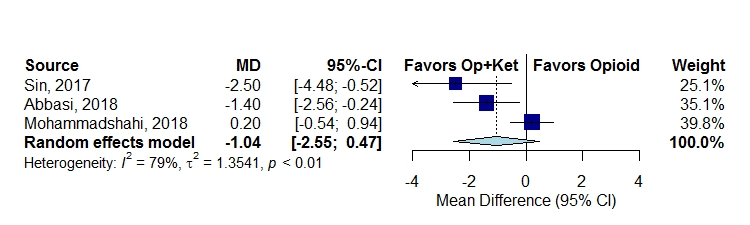 Source MD 95%-CI Favors Op+Ket Favors Opioid Weight
Sin, 2017 -2.50 [-4.48; -0.52] 25.1%
Abbasi, 2018 -1.40 [-2.56; -0.24] 35.1%
Mohammadshahi, 2018 0.20 [-0.54; 0.94] 39.8%
Random effects model -1.04 [-2.55; 0.47] 100.0%
Heterogeneity: I² = 79%, τ² = 1.3541, p < 0.01
-4 -2 0 2 4
Mean Difference (95% CI)